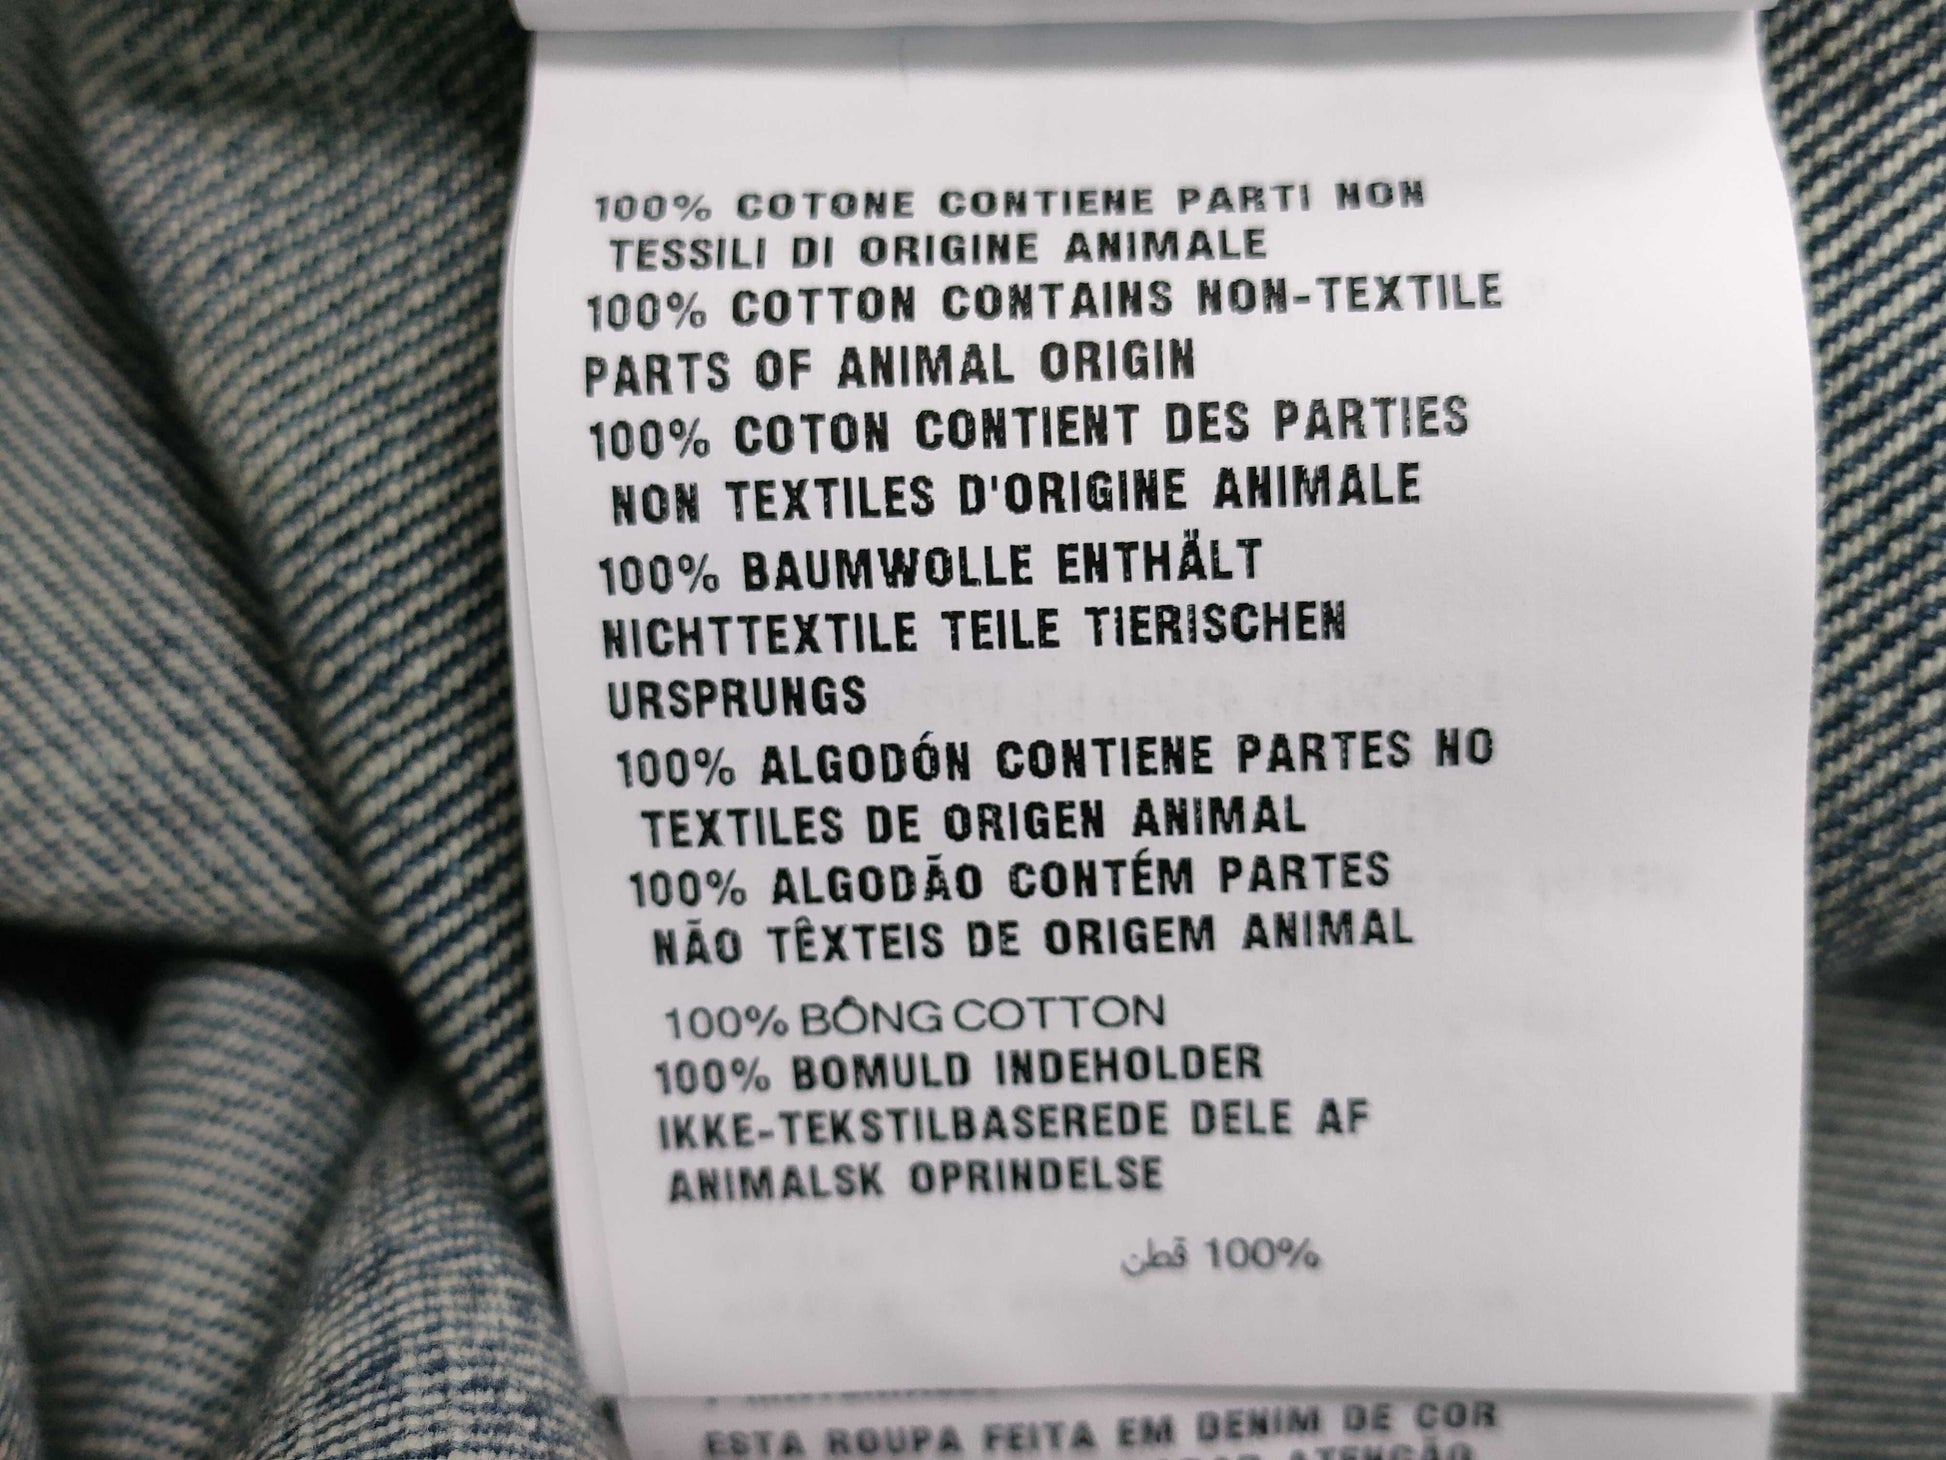 100% COTONE CONTIENE PARTI NON
TESSILI DI ORIGINE ANIMALE
100% COTTON CONTAINS NON-TEXTILE
PARTS OF ANIMAL ORIGIN
100% COTON CONTIENT DES PARTIES
NON TEXTILES D'ORIGINE ANIMALE
100% BAUMWOLLE ENTHÄLT
NICHTTEXTILE TEILE TIERISCHEN
URSPRUNGS
100% ALGODÓN CONTIENE PARTES NO
TEXTILES DE ORIGEN ANIMAL
100% ALGODÃO CONTÉM PARTES
NÃO TÊXTEIS DE ORIGEM ANIMAL
100% BÔNG COTTON
100% BOMULD INDEHOLDER
IKKE-TEKSTILBASEREDE DELE AF
ANIMALSK OPRINDELSE
100% قطن
ESTA ROUPA FEITA EM DENIM DE COR
ATENÇÃO